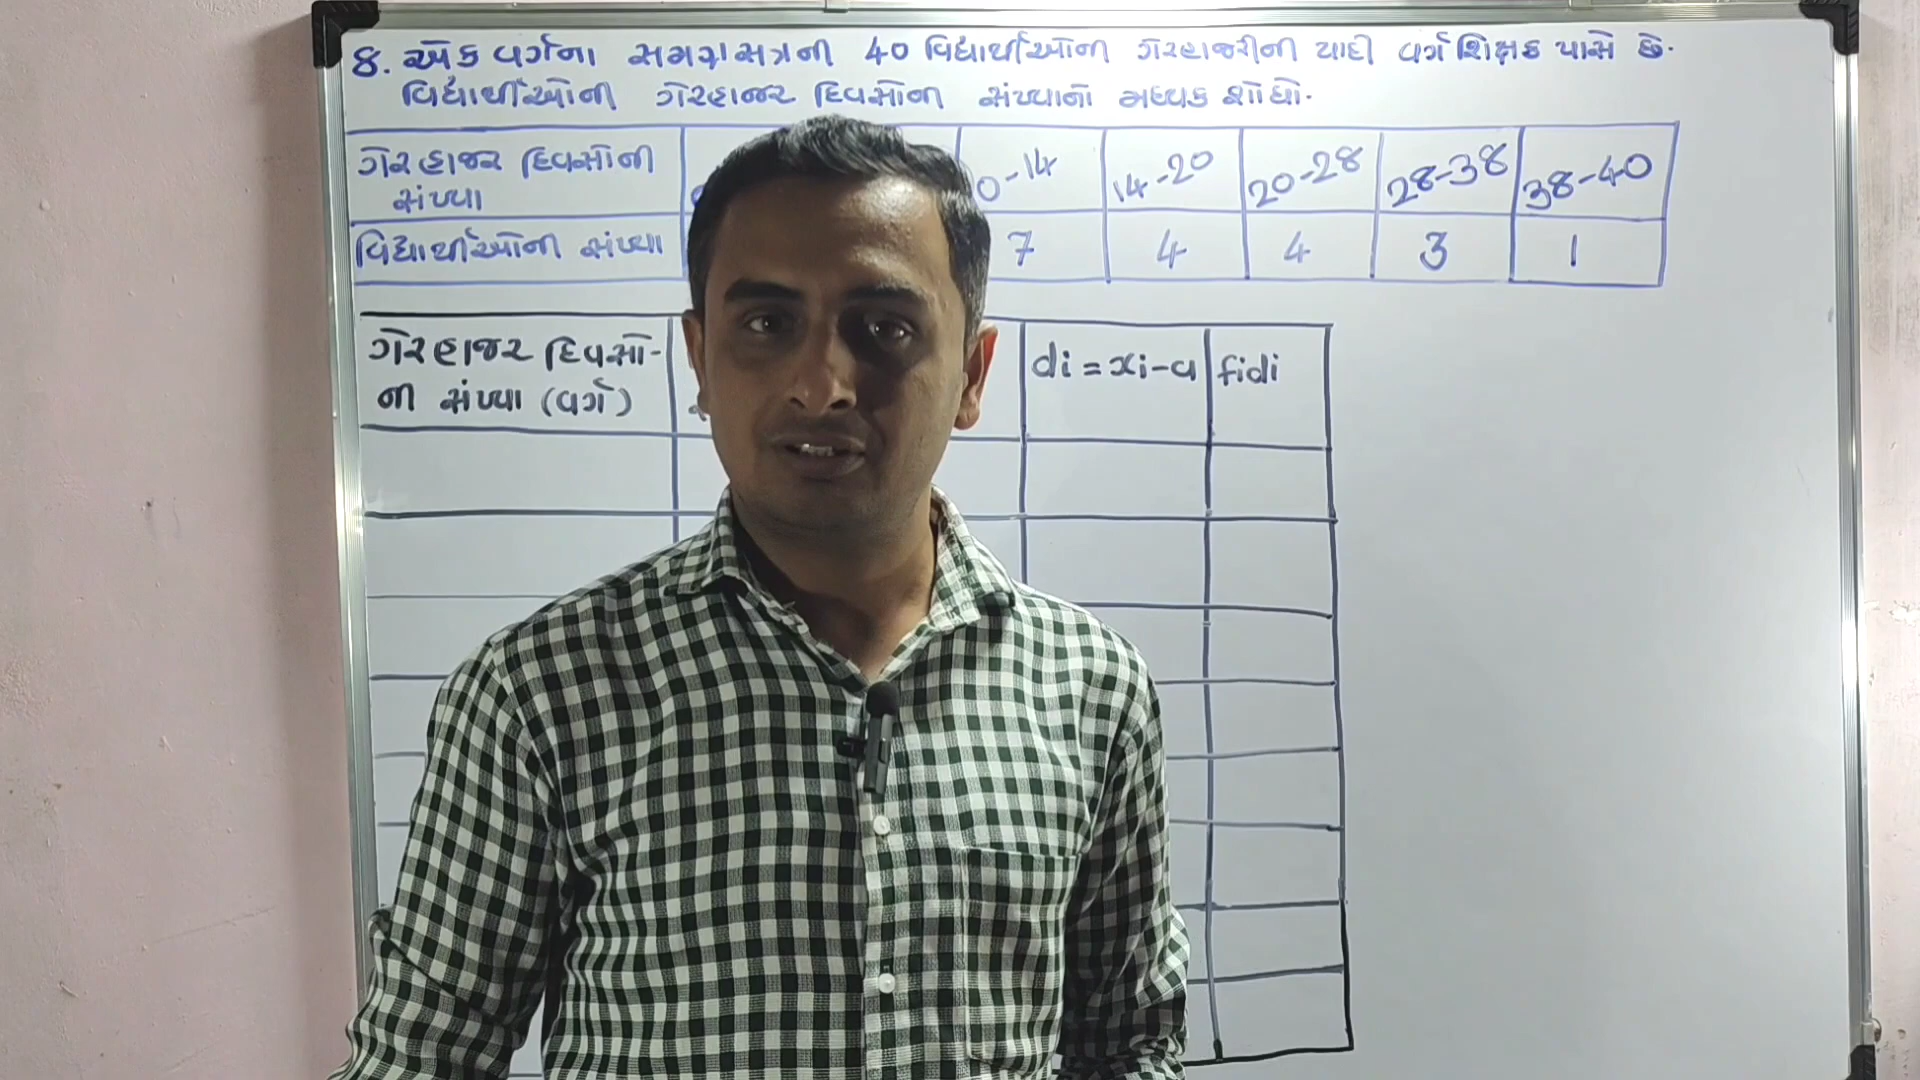 8. એક વર્ગના સમગ્રસત્રની 40 વિદ્યાર્થીઓની ગેરહાજરીની યાદી વર્ગ શિક્ષક પાસે છે.
વિદ્યાર્થીઓની ગેરહાજર દિવસોની સંખ્યાનો મધ્યક શોધો.
ગેરહાજર દિવસોની 0-14 14-20 20-28 28-38 38-40
સંખ્યા
વિદ્યાર્થીઓની સંખ્યા 7 4 4 3 1
ગેરહાજર દિવસો- di = xi-a fidi
ની સંખ્યા (વર્ગ)